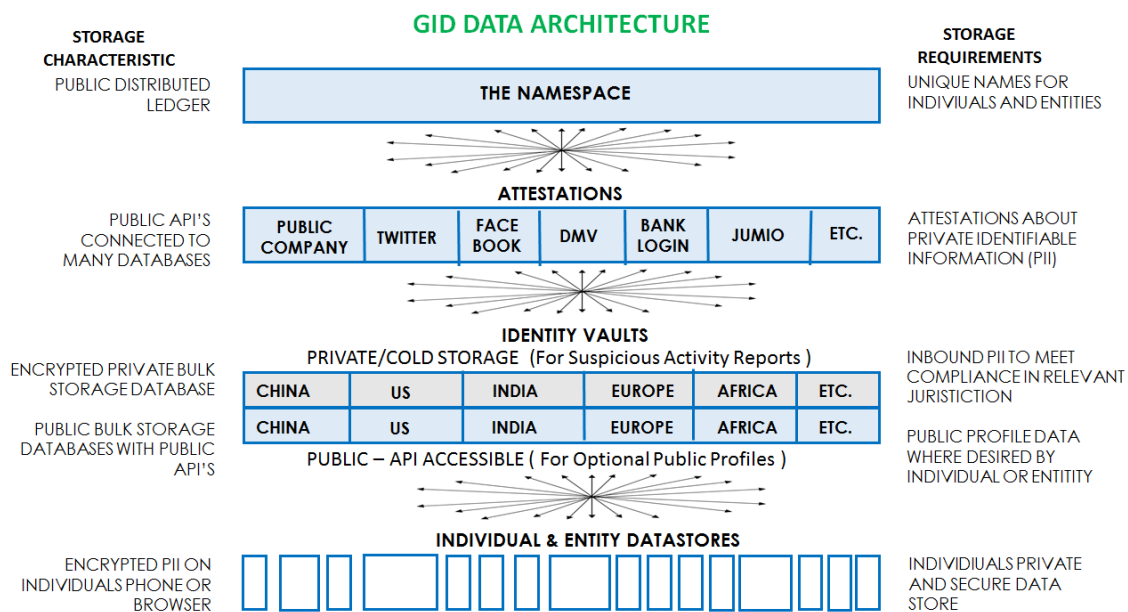 GID DATA ARCHITECTURE
STORAGE
CHARACTERISTIC
STORAGE
REQUIREMENTS
PUBLIC DISTRIBUTED
LEDGER
THE NAMESPACE
UNIQUE NAMES FOR
INDIVIUALS AND ENTITIES
ATTESTATIONS
PUBLIC API'S
CONNECTED TO
MANY DATABASES
PUBLIC
COMPANY
TWITTER
FACE
BOOK
DMV
BANK
LOGIN
JUMIO
ETC.
ATTESTATIONS ABOUT
PRIVATE IDENTIFIABLE
INFORMATION (PII)
IDENTITY VAULTS
PRIVATE/COLD STORAGE (For Suspicious Activity Reports )
ENCRYPTED PRIVATE BULK
STORAGE DATABASE
CHINA US INDIA EUROPE AFRICA ETC.
INBOUND PII TO MEET
COMPLIANCE IN RELEVANT
JURISTICTION
PUBLIC BULK STORAGE
DATABASES WITH PUBLIC
API'S
CHINA US INDIA EUROPE AFRICA ETC.
PUBLIC – API ACCESSIBLE ( For Optional Public Profiles )
PUBLIC PROFILE DATA
WHERE DESIRED BY
INDIVIDUAL OR ENTITITY
INDIVIDUAL & ENTITY DATASTORES
ENCRYPTED PII ON
INDIVIDUALS PHONE OR
BROWSER
INDIVIDUALS PRIVATE
AND SECURE DATA
STORE